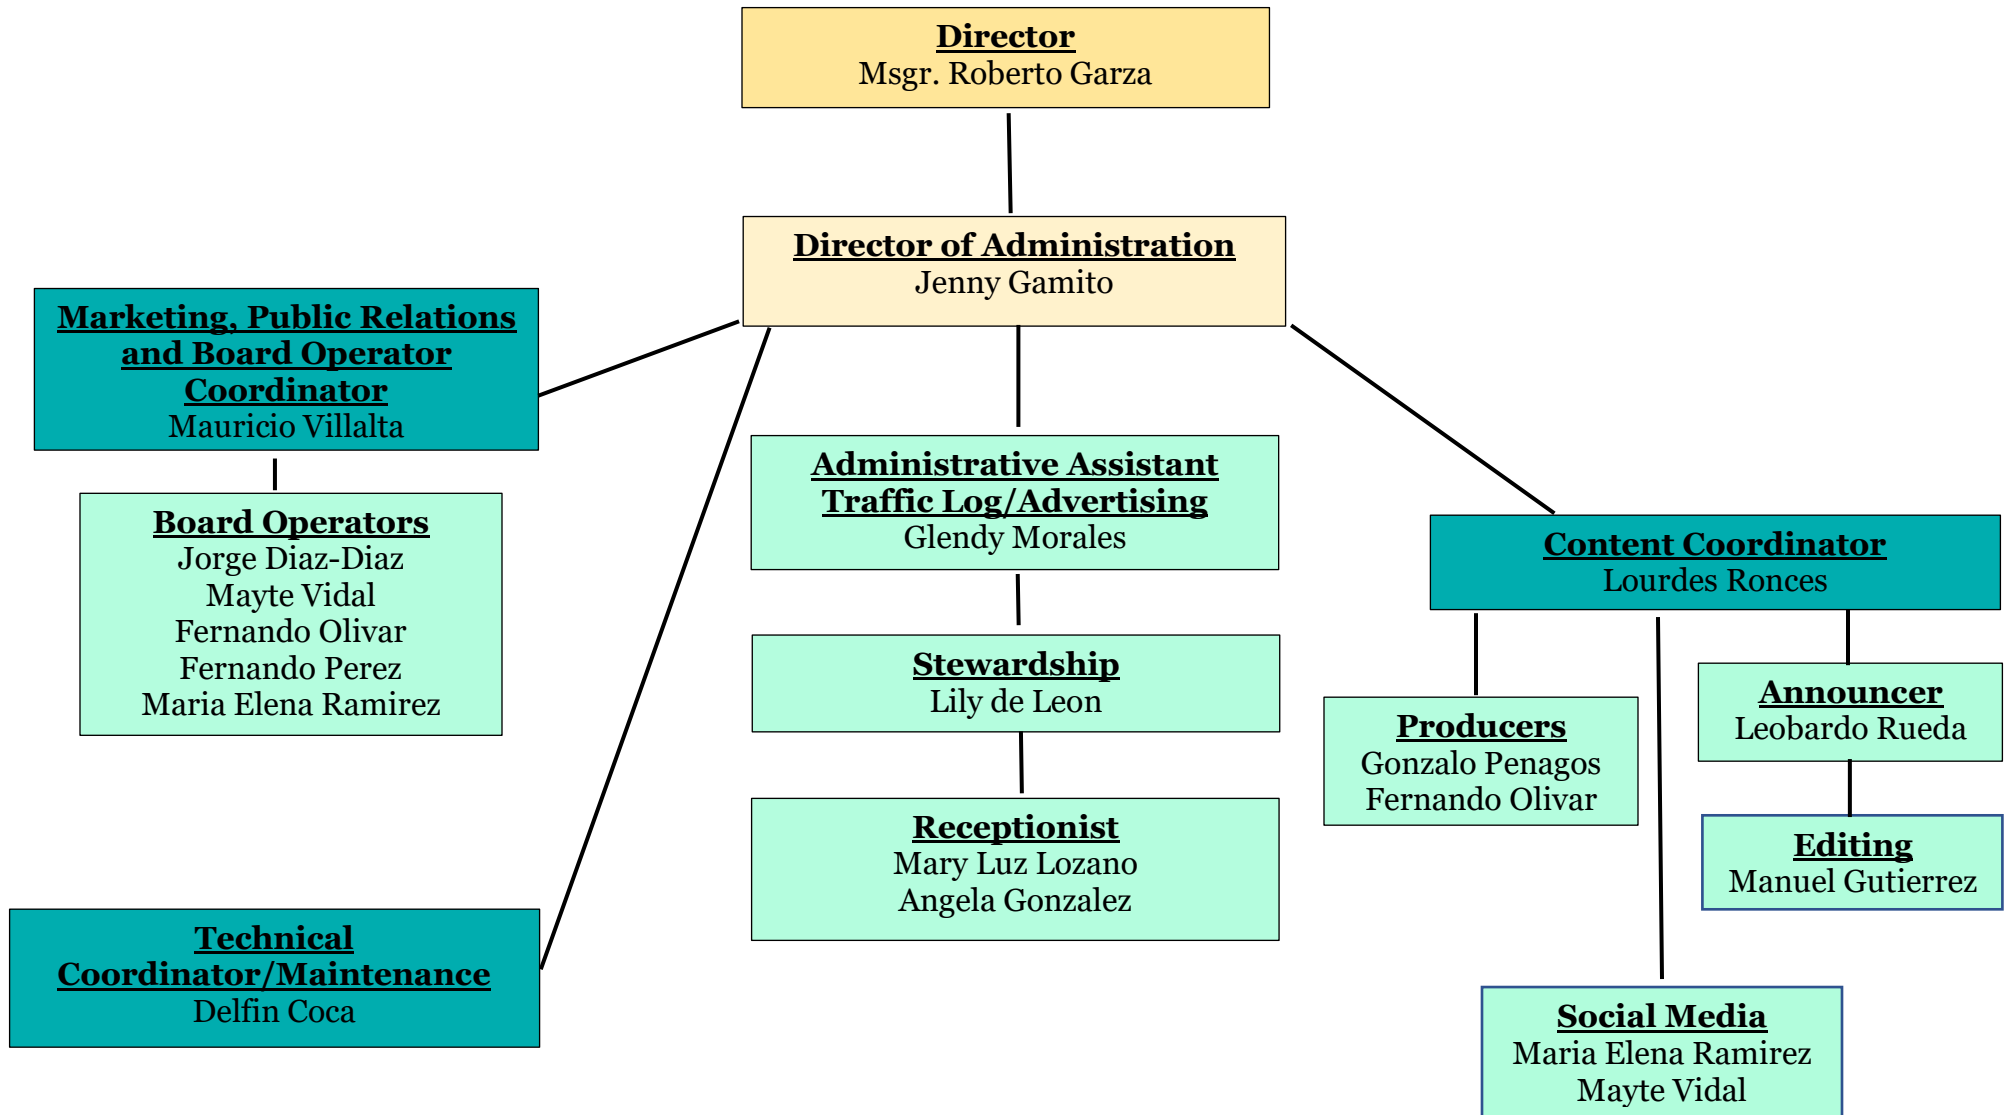 Director
Msgr. Roberto Garza
Director of Administration
Jenny Gamito
Marketing, Public Relations
and Board Operator
Coordinator
Mauricio Villalta
Board Operators
Jorge Diaz-Diaz
Mayte Vidal
Fernando Olivar
Fernando Perez
Maria Elena Ramirez
Technical
Coordinator/Maintenance
Delfin Coca
Administrative Assistant
Traffic Log/Advertising
Glendy Morales
Stewardship
Lily de Leon
Receptionist
Mary Luz Lozano
Angela Gonzalez
Content Coordinator
Lourdes Ronces
Producers
Gonzalo Penagos
Fernando Olivar
Announcer
Leobardo Rueda
Editing
Manuel Gutierrez
Social Media
Maria Elena Ramirez
Mayte Vidal